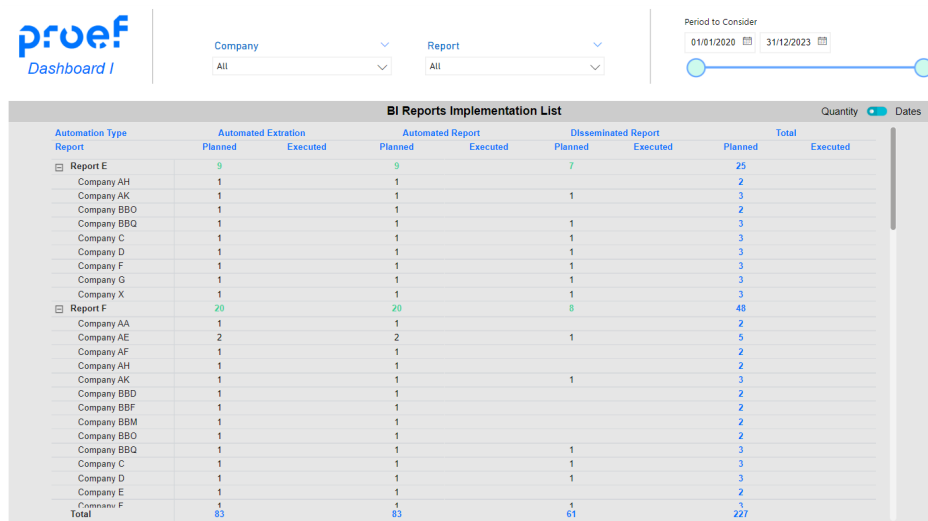 proef
Dashboard I
Company
All
Report
All
Period to Consider
01/01/2020 31/12/2023
BI Reports Implementation List
Quantity Dates
Automation Type Automated Extration Automated Report DIsseminated Report Total
Report Planned Executed Planned Executed Planned Executed Planned Executed
Report E 9 9 7 25
Company AH 1 1 2
Company AK 1 1 1 3
Company BBO 1 1 2
Company BBQ 1 1 1 3
Company C 1 1 1 3
Company D 1 1 1 3
Company F 1 1 1 3
Company G 1 1 1 3
Company X 1 1 1 3
Report F 20 20 8 48
Company AA 1 1 2
Company AE 2 2 1 5
Company AF 1 1 2
Company AH 1 1 2
Company AK 1 1 1 3
Company BBD 1 1 2
Company BBF 1 1 2
Company BBM 1 1 2
Company BBO 1 1 2
Company BBQ 1 1 1 3
Company C 1 1 1 3
Company D 1 1 1 3
Company E 1 1 2
Company 1 1 1 3
Total 83 83 61 227